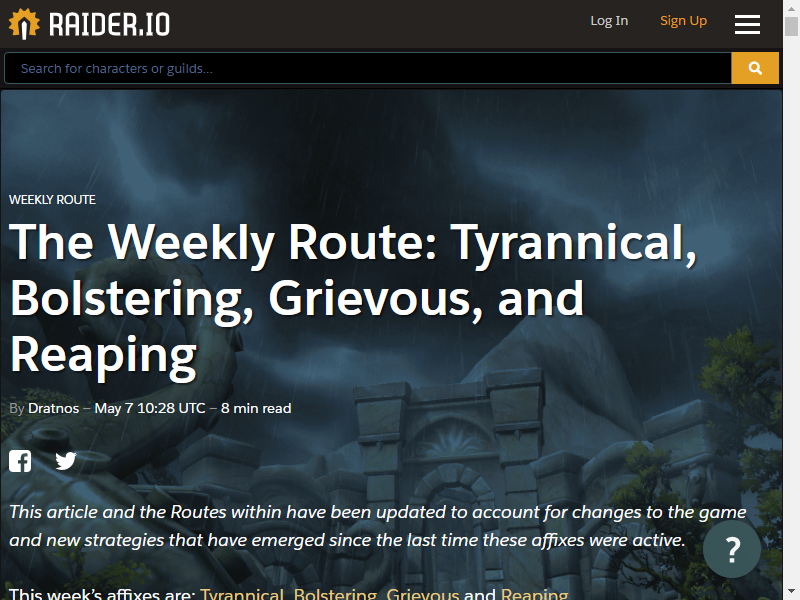 RAIDER.IO
Log In
Sign Up
Search for characters or guilds...
WEEKLY ROUTE
The Weekly Route: Tyrannical,
Bolstering, Grievous, and
Reaping
By Dratnos – May 7 10:28 UTC – 8 min read
This article and the Routes within have been updated to account for changes to the game
and new strategies that have emerged since the last time these affixes were active.
?
This week's affixes are: Tyrannical, Bolstering, Grievous and Reaping